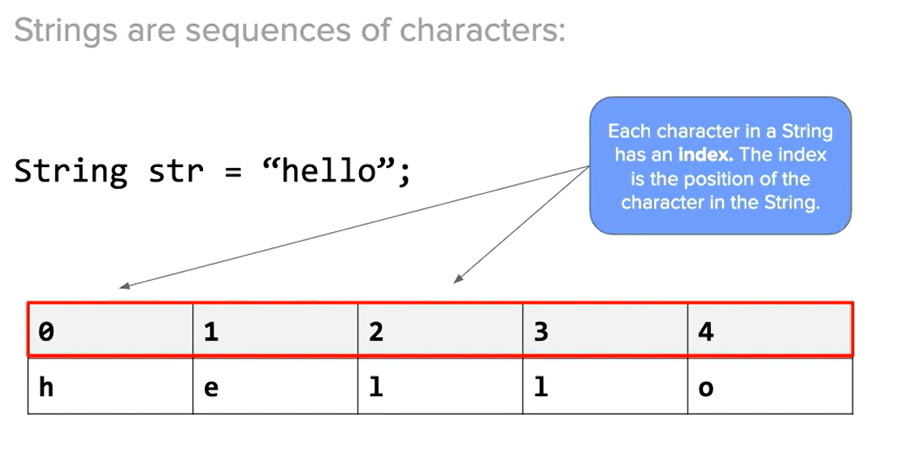 Strings are sequences of characters:
Each character in a String
has an index. The index
is the position of the
character in the String.
String str = “hello”;
0 1 2 3 4
h e l l o